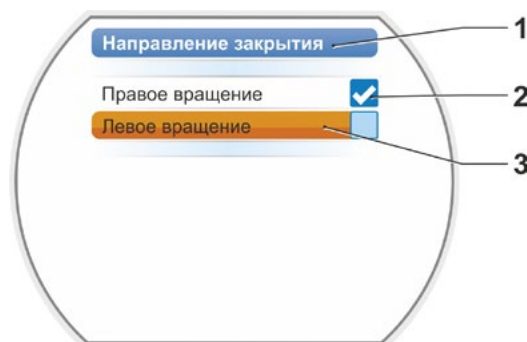 Направление закрытия
1
Правое вращение
2
Левое вращение
3